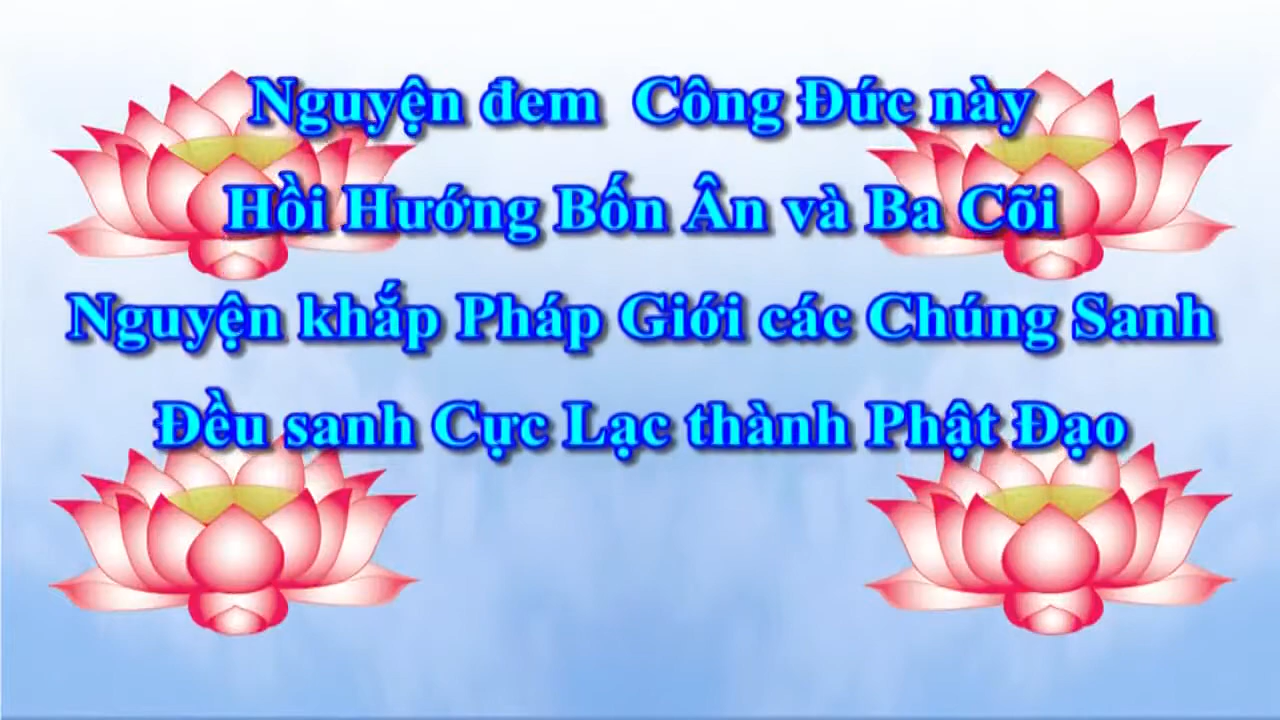 Nguyện đem Công Đức này
Hồi Hướng Bốn Ân và Ba Cõi
Nguyện khắp Pháp Giới các Chúng Sanh
Đều sanh Cực Lạc thành Phật Đạo